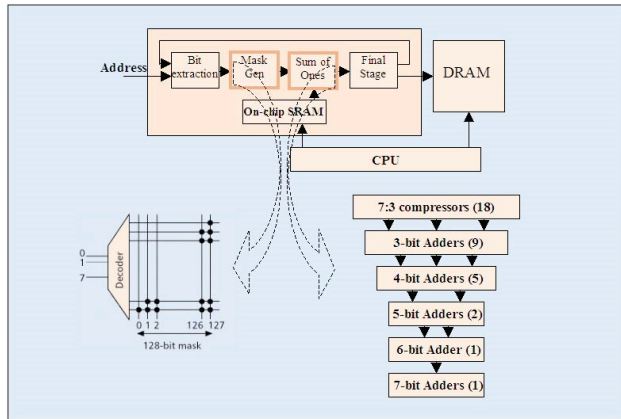 Address
Bit
extraction
Mask
Gen
Sum of
Ones
Final
Stage
DRAM
On-chip SRAM
CPU
7:3 compressors (18)
3-bit Adders (9)
4-bit Adders (5)
5-bit Adders (2)
6-bit Adder (1)
7-bit Adders (1)
0
1
7
Decoder
0 1 2 126 127
128-bit mask